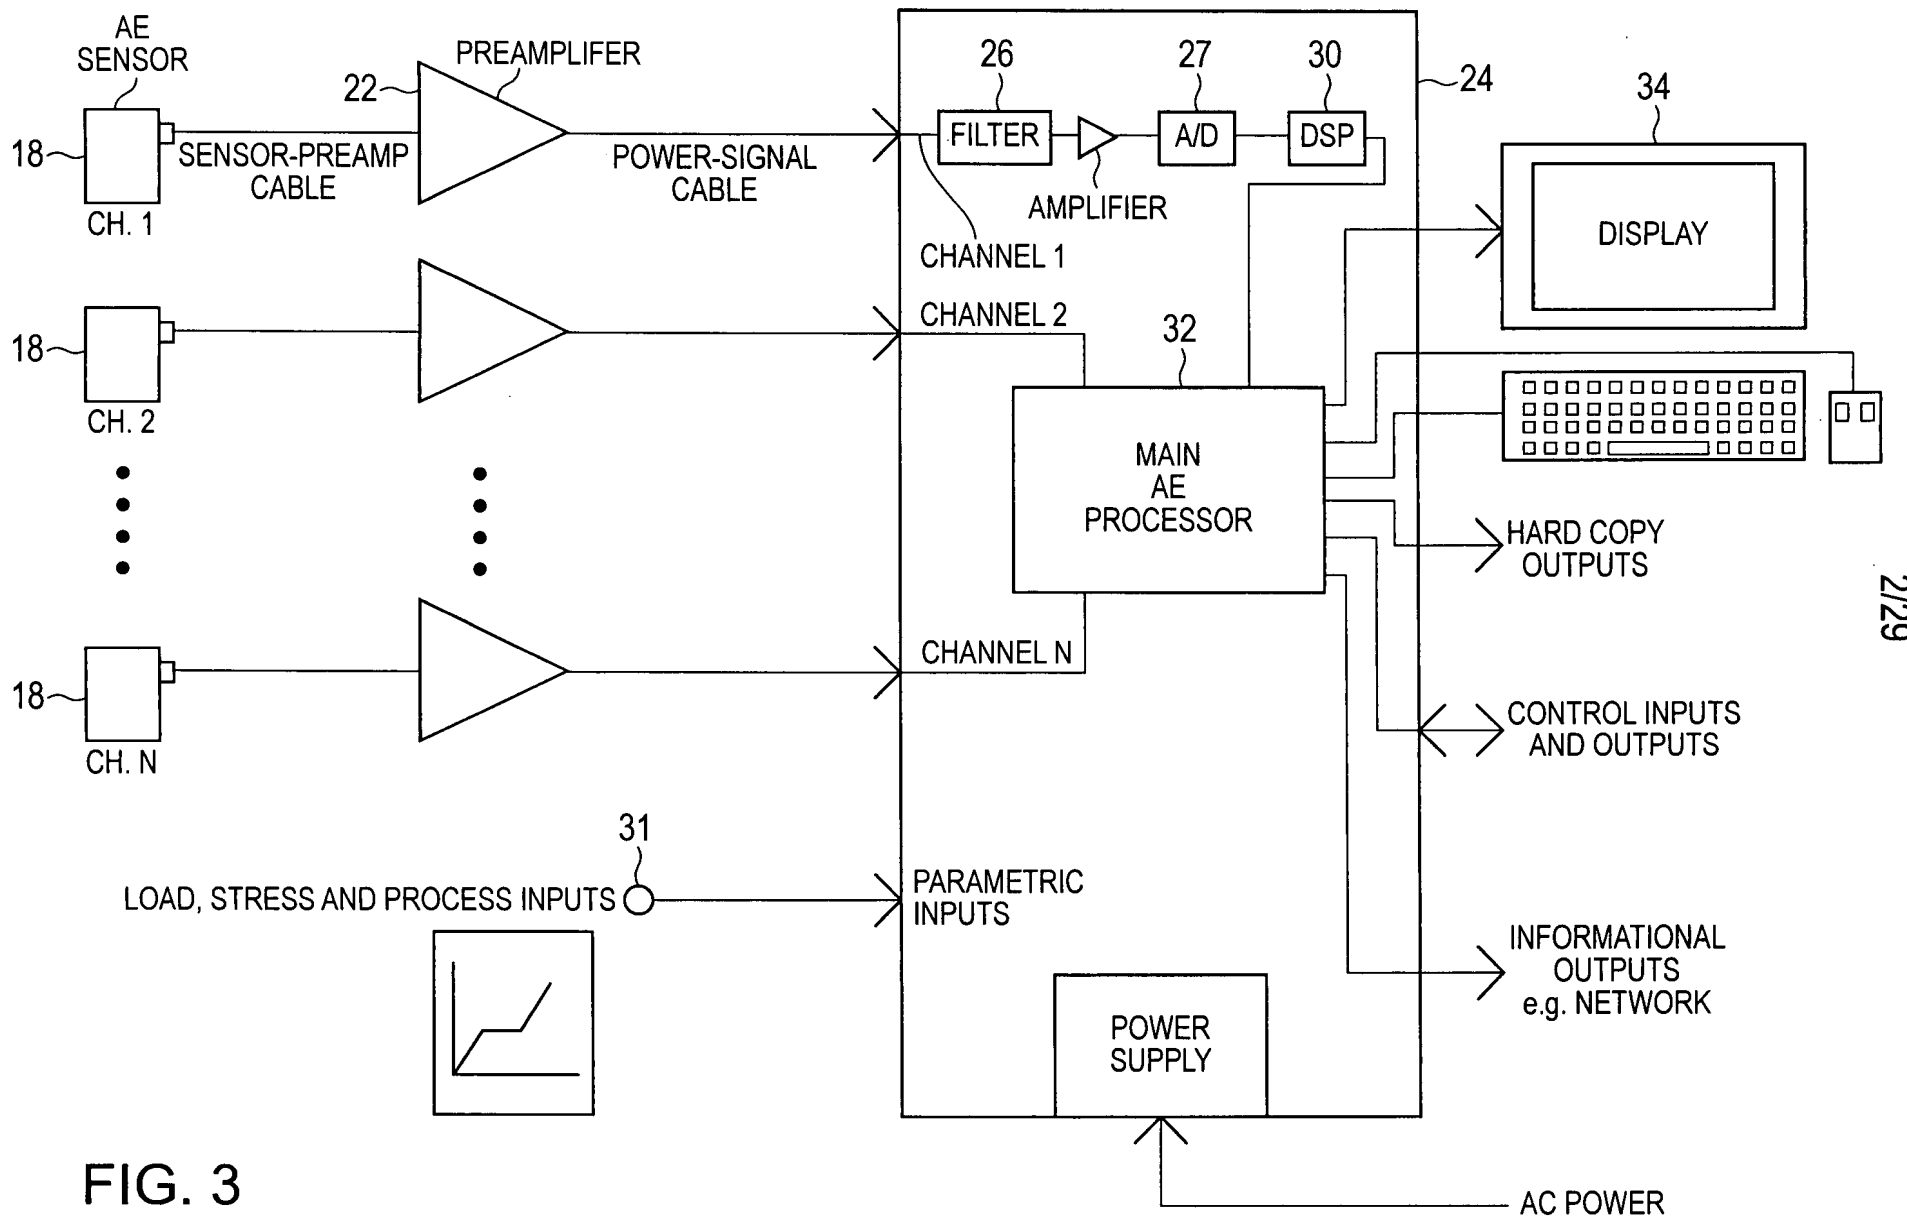 AE
SENSOR
18
CH. 1
SENSOR-PREAMP
CABLE
22
PREAMPLIFER
POWER-SIGNAL
CABLE
26
FILTER
AMPLIFIER
27
A/D
30
DSP
24
CHANNEL 1
34
DISPLAY
18
CH. 2
CHANNEL 2
32
MAIN
AE
PROCESSOR
HARD COPY
OUTPUTS
2/29
18
CH. N
CHANNEL N
CONTROL INPUTS
AND OUTPUTS
31
LOAD, STRESS AND PROCESS INPUTS
PARAMETRIC
INPUTS
INFORMATIONAL
OUTPUTS
e.g. NETWORK
POWER
SUPPLY
AC POWER
FIG. 3